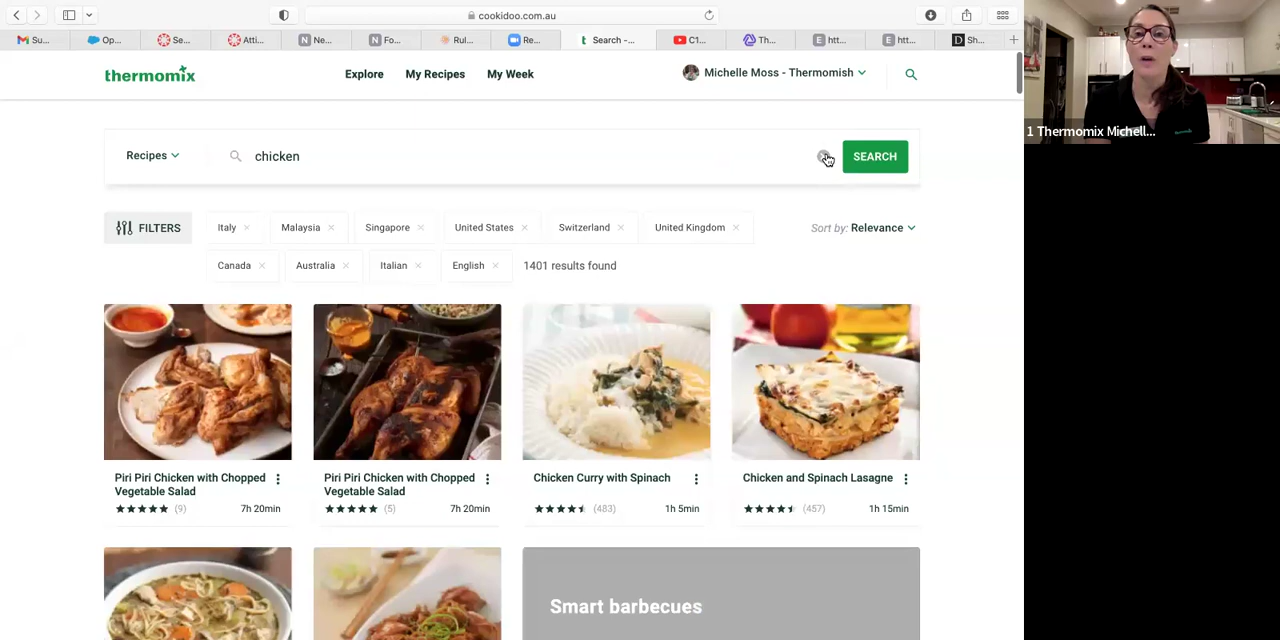 cookidoo.com.au
Su...
Op...
Se...
Atti...
Ne...
Fo...
Rul...
Re...
Search -...
C1...
Th...
htt...
htt...
Sh...
thermomix
Explore
My Recipes
My Week
Michelle Moss - Thermomish
1 Thermomix Michell...
Recipes
chicken
SEARCH
FILTERS
Italy
Malaysia
Singapore
United States
Switzerland
United Kingdom
Sort by: Relevance
Canada
Australia
Italian
English
1401 results found
Piri Piri Chicken with Chopped
Vegetable Salad
(9)
7h 20min
Piri Piri Chicken with Chopped
Vegetable Salad
(5)
7h 20min
Chicken Curry with Spinach
(483)
1h 5min
Chicken and Spinach Lasagne
(457)
1h 15min
Smart barbecues